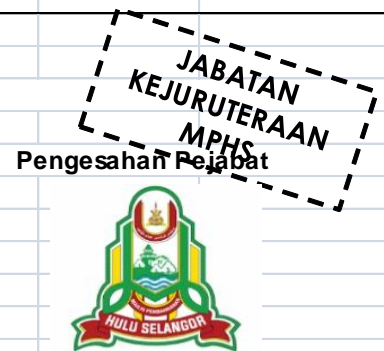 JABATAN
KEJURUTERAAN
MPHS
Pengesahan Pejabat
HULU SELANGOR